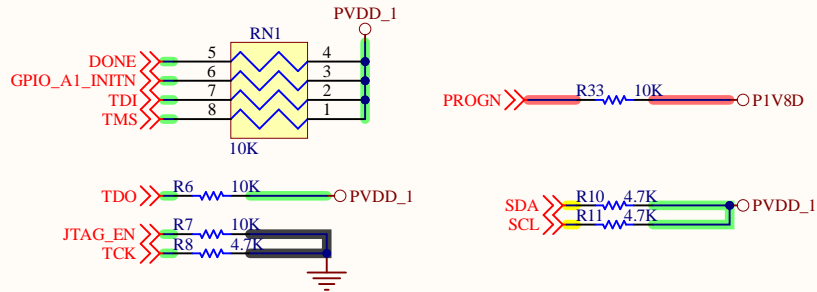 PVDD_1
RN1
DONE 5 4
GPIO_A1_INITN 6 3
TDI 7 2
TMS 8 1
10K
PROGN R33 10K P1V8D
TDO R6 10K PVDD_1
JTAG_EN R7 10K
TCK R8 4.7K
SDA R10 4.7K PVDD_1
SCL R11 4.7K